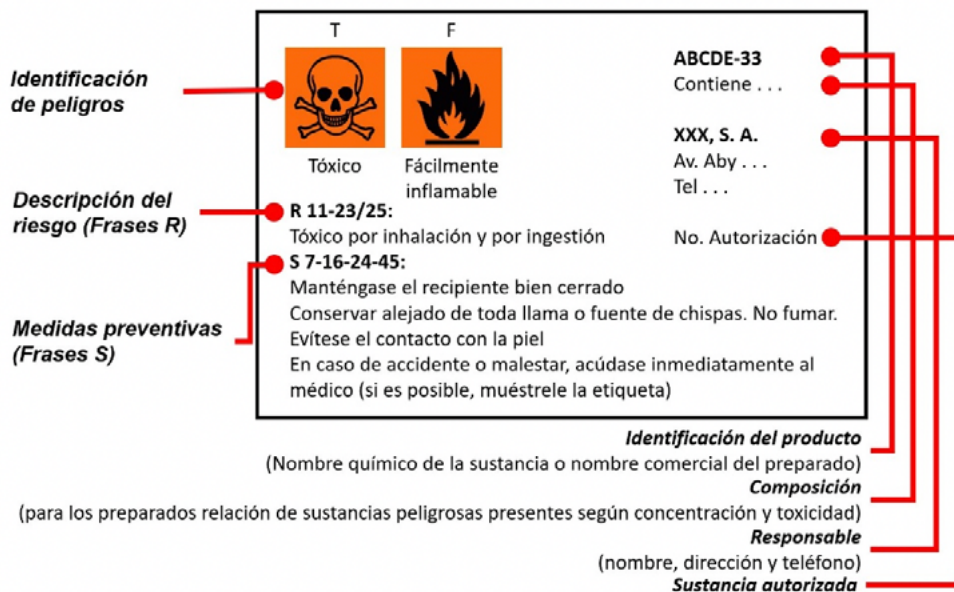 T
F
Identificación
de peligros
Tóxico
Fácilmente
inflamable
ABCDE-33
Contiene . . .
XXX, S. A.
Av. Aby . . .
Tel . . .
No. Autorización
Descripción del
riesgo (Frases R)
R 11-23/25:
Tóxico por inhalación y por ingestión
Medidas preventivas
(Frases S)
S 7-16-24-45:
Manténgase el recipiente bien cerrado
Conservar alejado de toda llama o fuente de chispas. No fumar.
Evítese el contacto con la piel
En caso de accidente o malestar, acúdase inmediatamente al
médico (si es posible, muéstrele la etiqueta)
Identificación del producto
(Nombre químico de la sustancia o nombre comercial del preparado)
Composición
(para los preparados relación de sustancias peligrosas presentes según concentración y toxicidad)
Responsable
(nombre, dirección y teléfono)
Sustancia autorizada